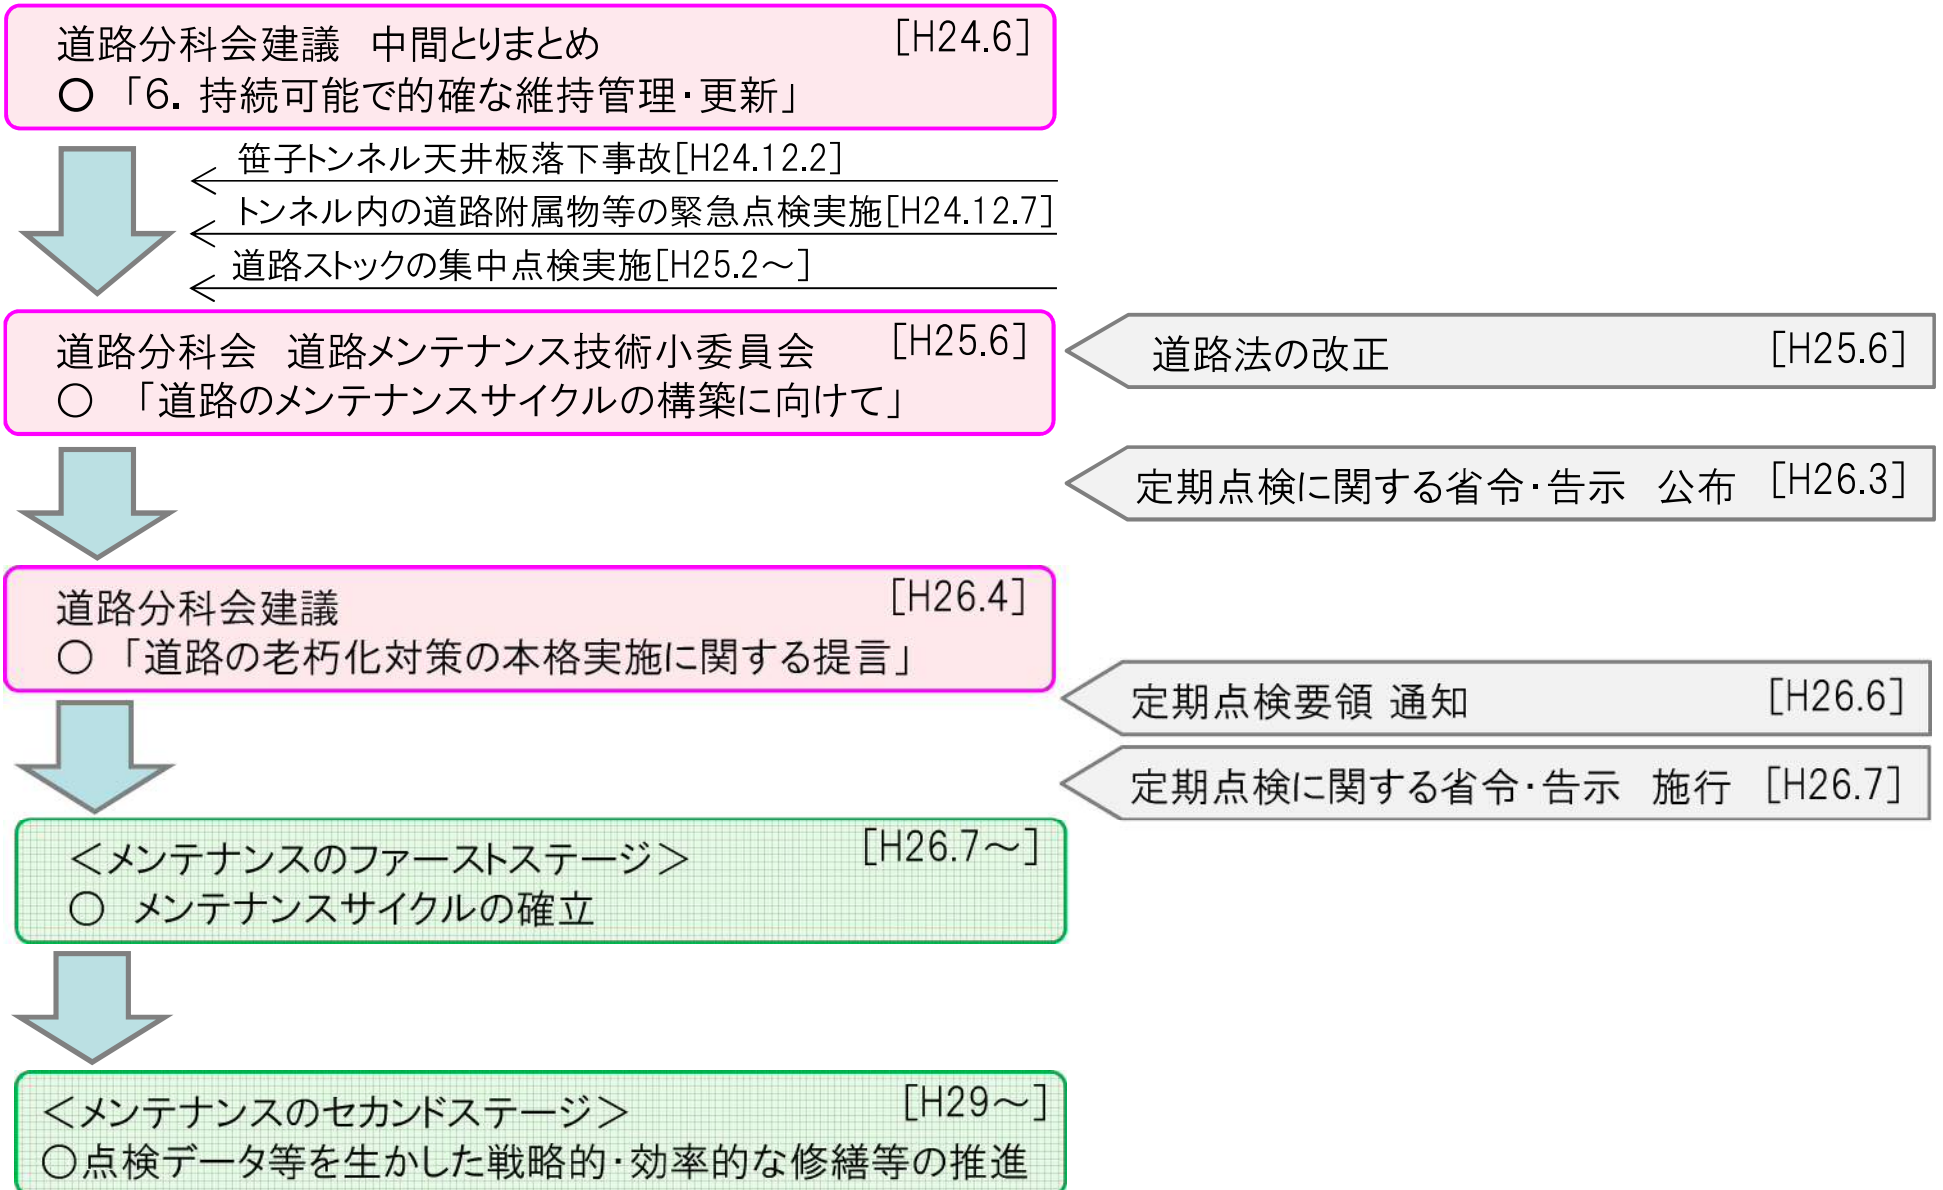 道路分科会建議　中間とりまとめ [H24.6]
○ 「6. 持続可能で的確な維持管理・更新」
笹子トンネル天井板落下事故[H24.12.2]
トンネル内の道路附属物等の緊急点検実施[H24.12.7]
道路ストックの集中点検実施[H25.2～]
道路分科会　道路メンテナンス技術小委員会 [H25.6]
○ 「道路のメンテナンスサイクルの構築に向けて」
道路法の改正 [H25.6]
定期点検に関する省令・告示　公布 [H26.3]
道路分科会建議 [H26.4]
○ 「道路の老朽化対策の本格実施に関する提言」
定期点検要領 通知 [H26.6]
定期点検に関する省令・告示　施行 [H26.7]
＜メンテナンスのファーストステージ＞ [H26.7～]
○ メンテナンスサイクルの確立
＜メンテナンスのセカンドステージ＞ [H29～]
○点検データ等を生かした戦略的・効率的な修繕等の推進